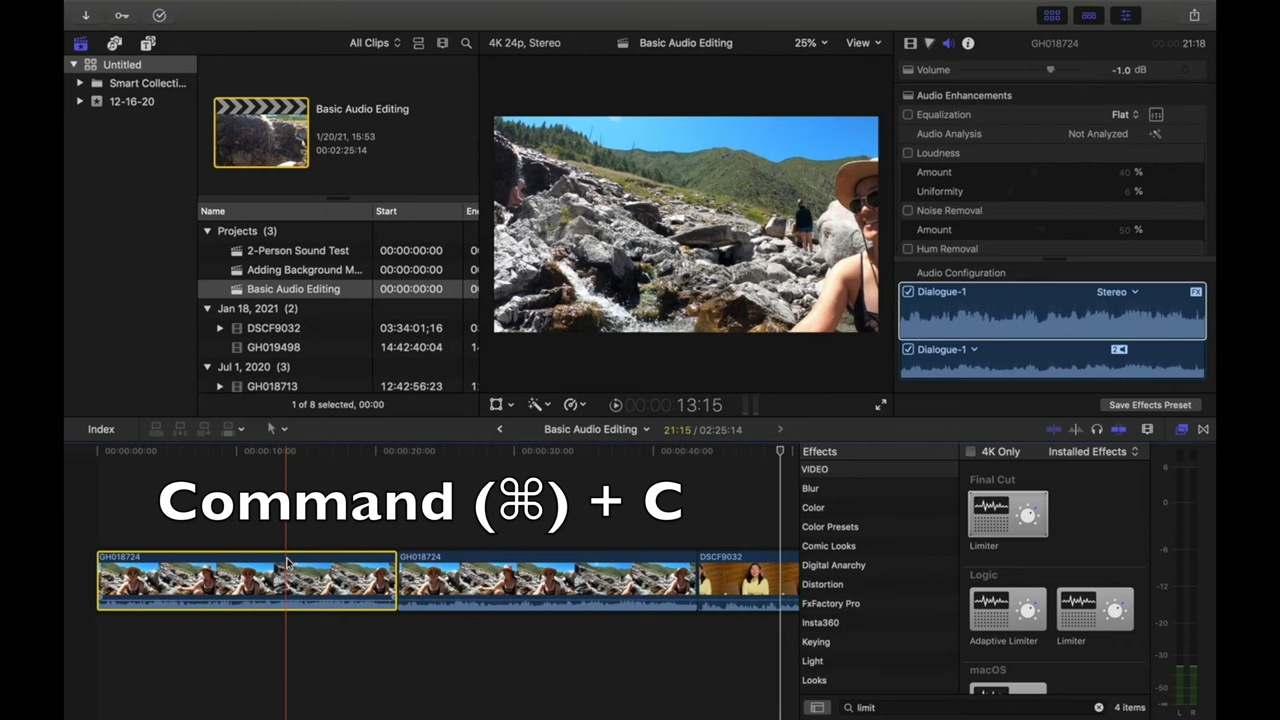 All Clips
4K 24p, Stereo
Basic Audio Editing
25%
View
GH018724
00:00:21:18
Untitled
Smart Collecti...
12-16-20
Basic Audio Editing
1/20/21, 15:53
00:02:25:14
Name
Start
En
Projects (3)
2-Person Sound Test
00:00:00:00
Adding Background M...
00:00:00:00
Basic Audio Editing
00:00:00:00
Jan 18, 2021 (2)
DSCF9032
03:34:01;16
GH019498
14:42:40:04
Jul 1, 2020 (3)
GH018713
12:42:56:23
1 of 8 selected, 00:00
00:00:13:15
Volume
-1.0 dB
Audio Enhancements
Equalization
Flat
Audio Analysis
Not Analyzed
Loudness
Amount
40 %
Uniformity
6 %
Noise Removal
Amount
50 %
Hum Removal
Audio Configuration
Dialogue-1
Stereo
FX
Dialogue-1
2
Save Effects Preset
Index
Basic Audio Editing
21:15 / 02:25:14
00:00:00:00
00:00:10:00
00:00:20:00
00:00:30:00
00:00:40:00
Command (⌘) + C
GH018724
GH018724
DSCF9032
Effects
4K Only
Installed Effects
VIDEO
Blur
Color
Color Presets
Comic Looks
Digital Anarchy
Distortion
FxFactory Pro
Insta360
Keying
Light
Looks
Final Cut
Limiter
Logic
Adaptive Limiter
Limiter
macOS
limit
4 items
6
0
-6
-12
-20
-30
-50
L R